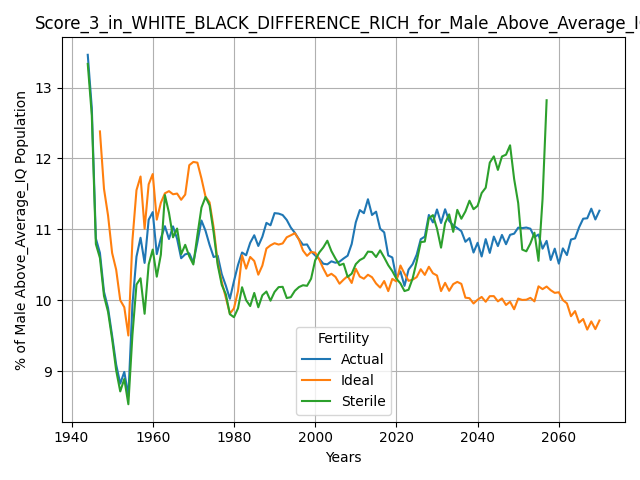 Score_3_in_WHITE_BLACK_DIFFERENCE_RICH_for_Male_Above_Average_IQ
% of Male Above_Average_IQ Population
13
12
11
10
9
1940
1960
1980
2000
2020
2040
2060
Years
Fertility
Actual
Ideal
Sterile